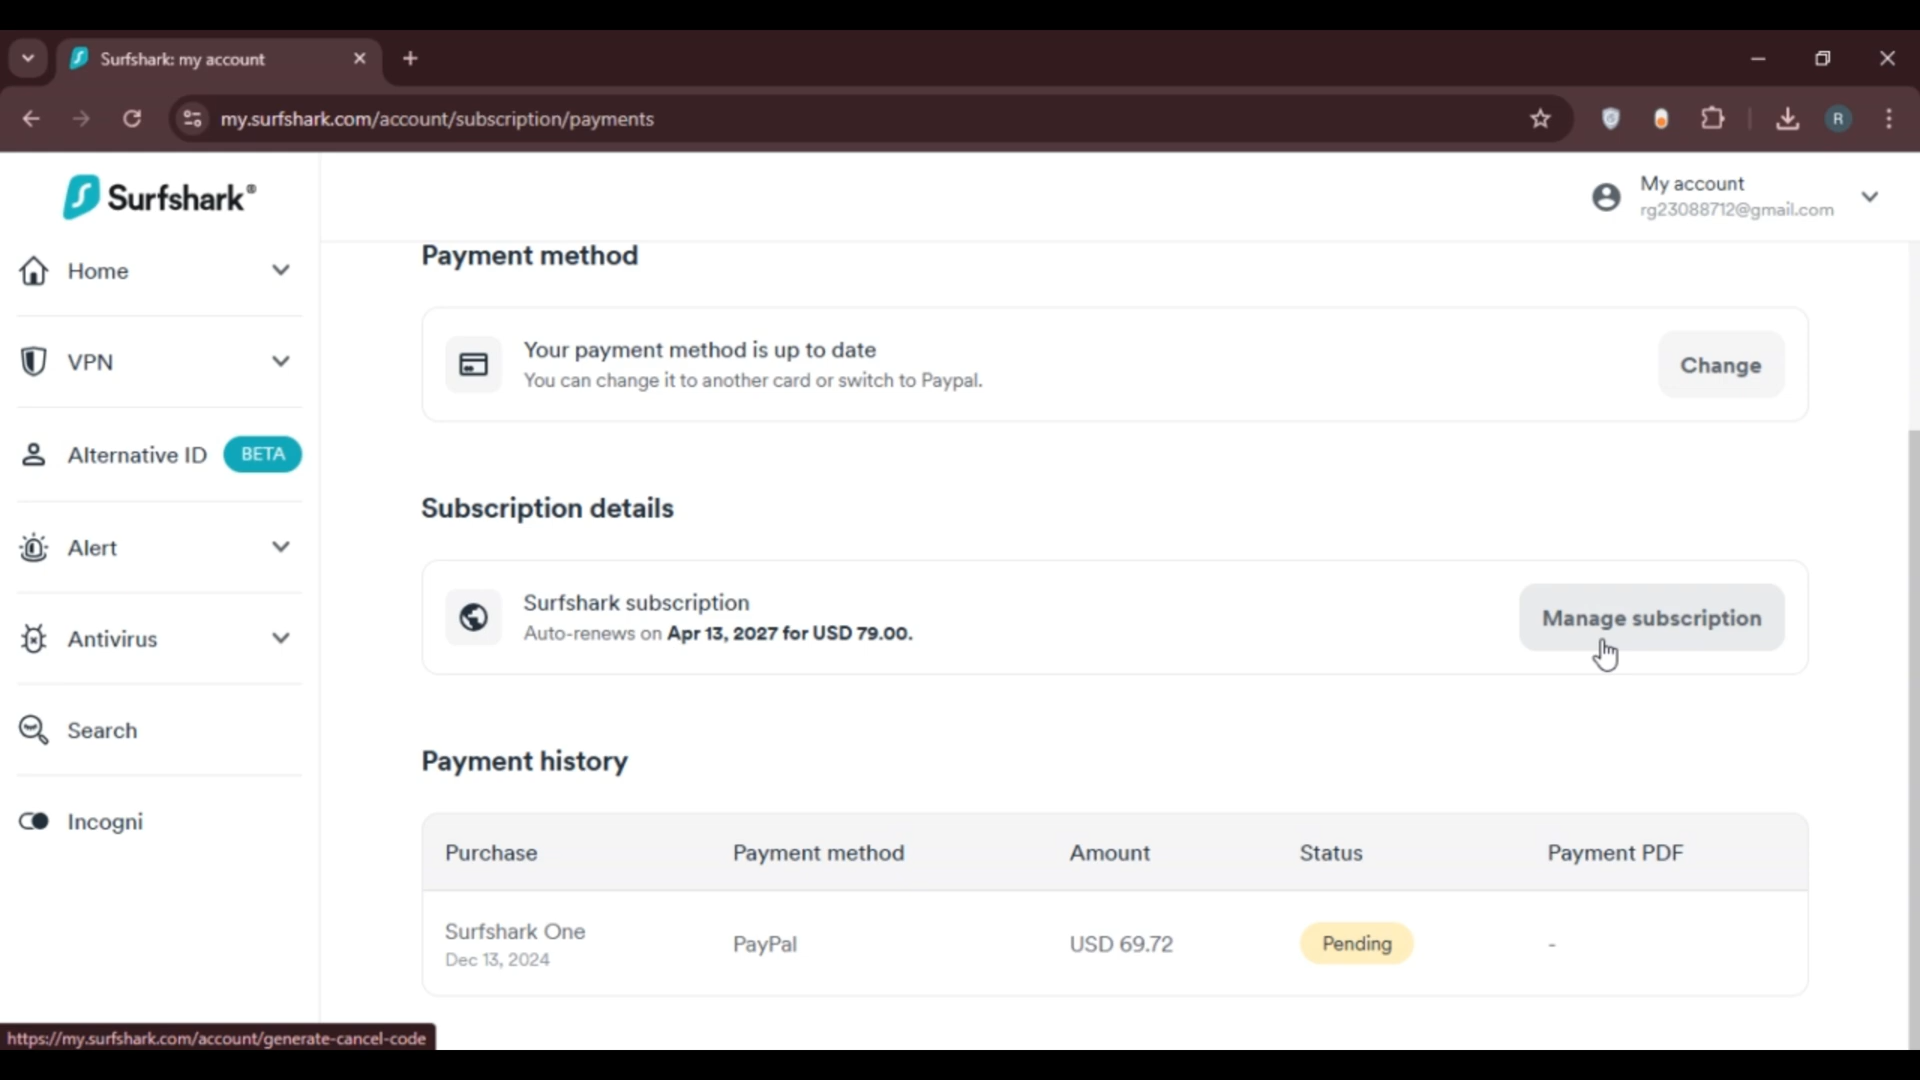 Surfshark: my account
my.surfshark.com/account/subscription/payments
R
Surfshark®
My account
rg23088712@gmail.com
Home
VPN
Alternative ID BETA
Alert
Antivirus
Search
Incogni
Payment method
Your payment method is up to date
You can change it to another card or switch to Paypal.
Change
Subscription details
Surfshark subscription
Auto-renews on Apr 13, 2027 for USD 79.00.
Manage subscription
Payment history
Purchase Payment method Amount Status Payment PDF
Surfshark One
Dec 13, 2024
PayPal USD 69.72 Pending -
https://my.surfshark.com/account/generate-cancel-code